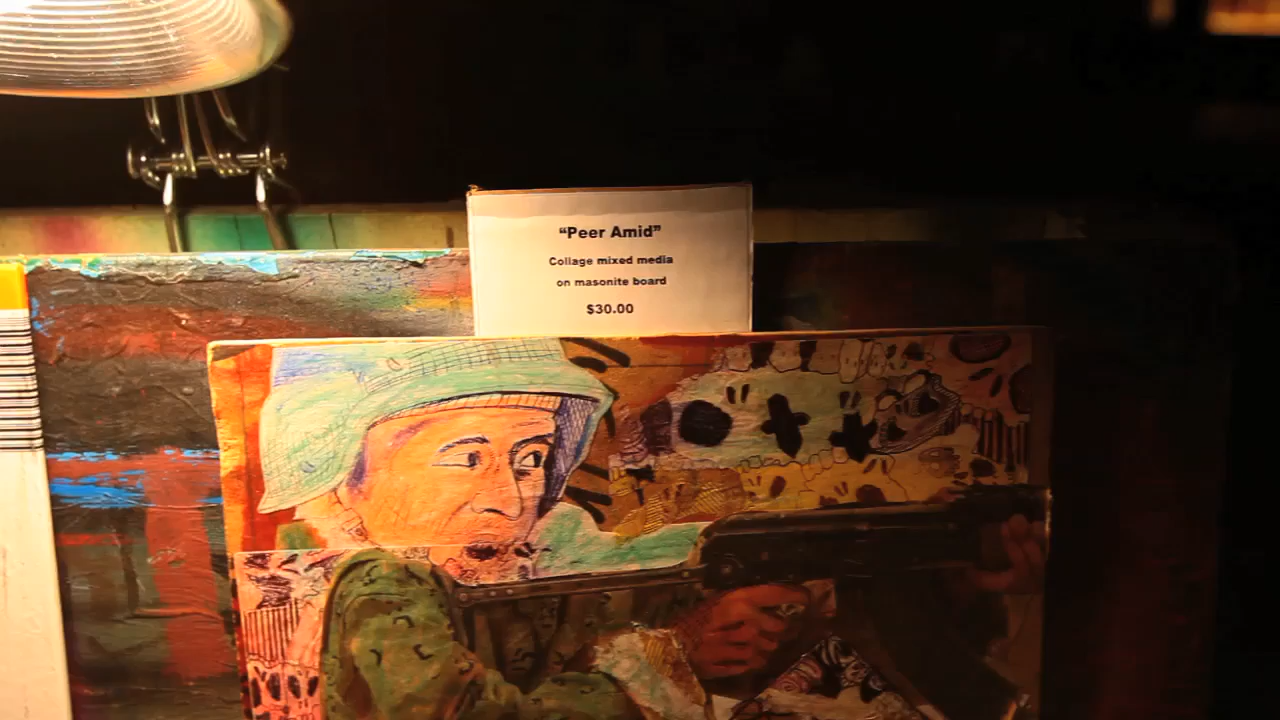 “Peer Amid”
Collage mixed media
on masonite board
$30.00